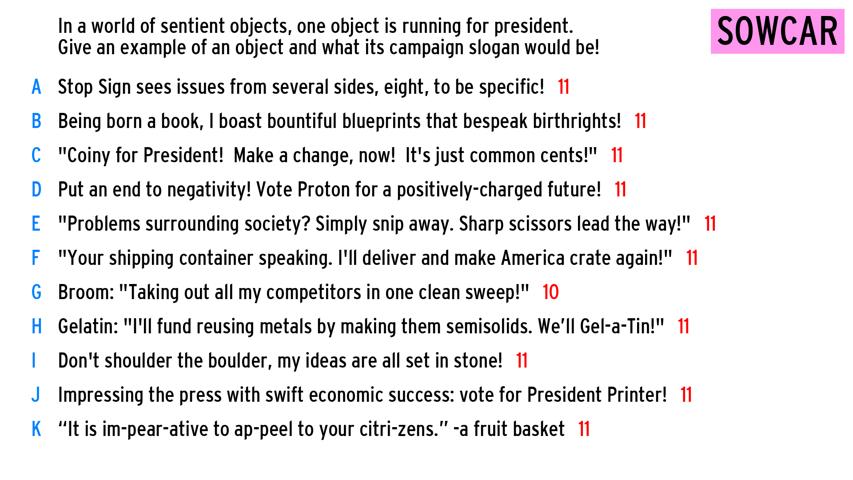 In a world of sentient objects, one object is running for president.
Give an example of an object and what its campaign slogan would be!
SOWCAR
A Stop Sign sees issues from several sides, eight, to be specific! 11
B Being born a book, I boast bountiful blueprints that bespeak birthrights! 11
C "Coiny for President! Make a change, now! It's just common cents!" 11
D Put an end to negativity! Vote Proton for a positively-charged future! 11
E "Problems surrounding society? Simply snip away. Sharp scissors lead the way!" 11
F "Your shipping container speaking. I'll deliver and make America crate again!" 11
G Broom: "Taking out all my competitors in one clean sweep!" 10
H Gelatin: "I'll fund reusing metals by making them semisolids. We’ll Gel-a-Tin!" 11
I Don't shoulder the boulder, my ideas are all set in stone! 11
J Impressing the press with swift economic success: vote for President Printer! 11
K “It is im-pear-ative to ap-peel to your citri-zens.” -a fruit basket 11